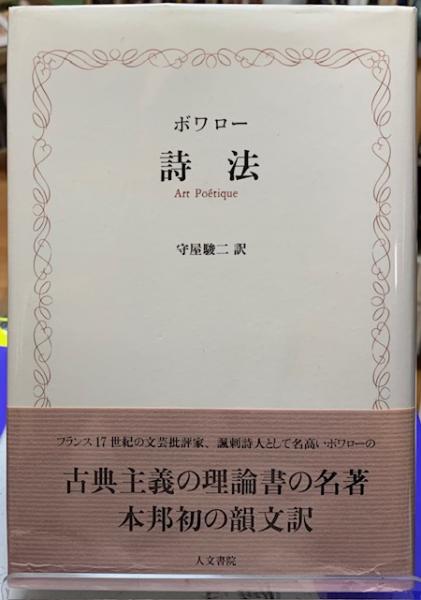 ボワロー
詩法
Art Poétique
守屋駿二 訳
フランス17世紀の文芸批評家、諷刺詩人として名高いボワローの
古典主義の理論書の名著
本邦初の韻文訳
人文書院